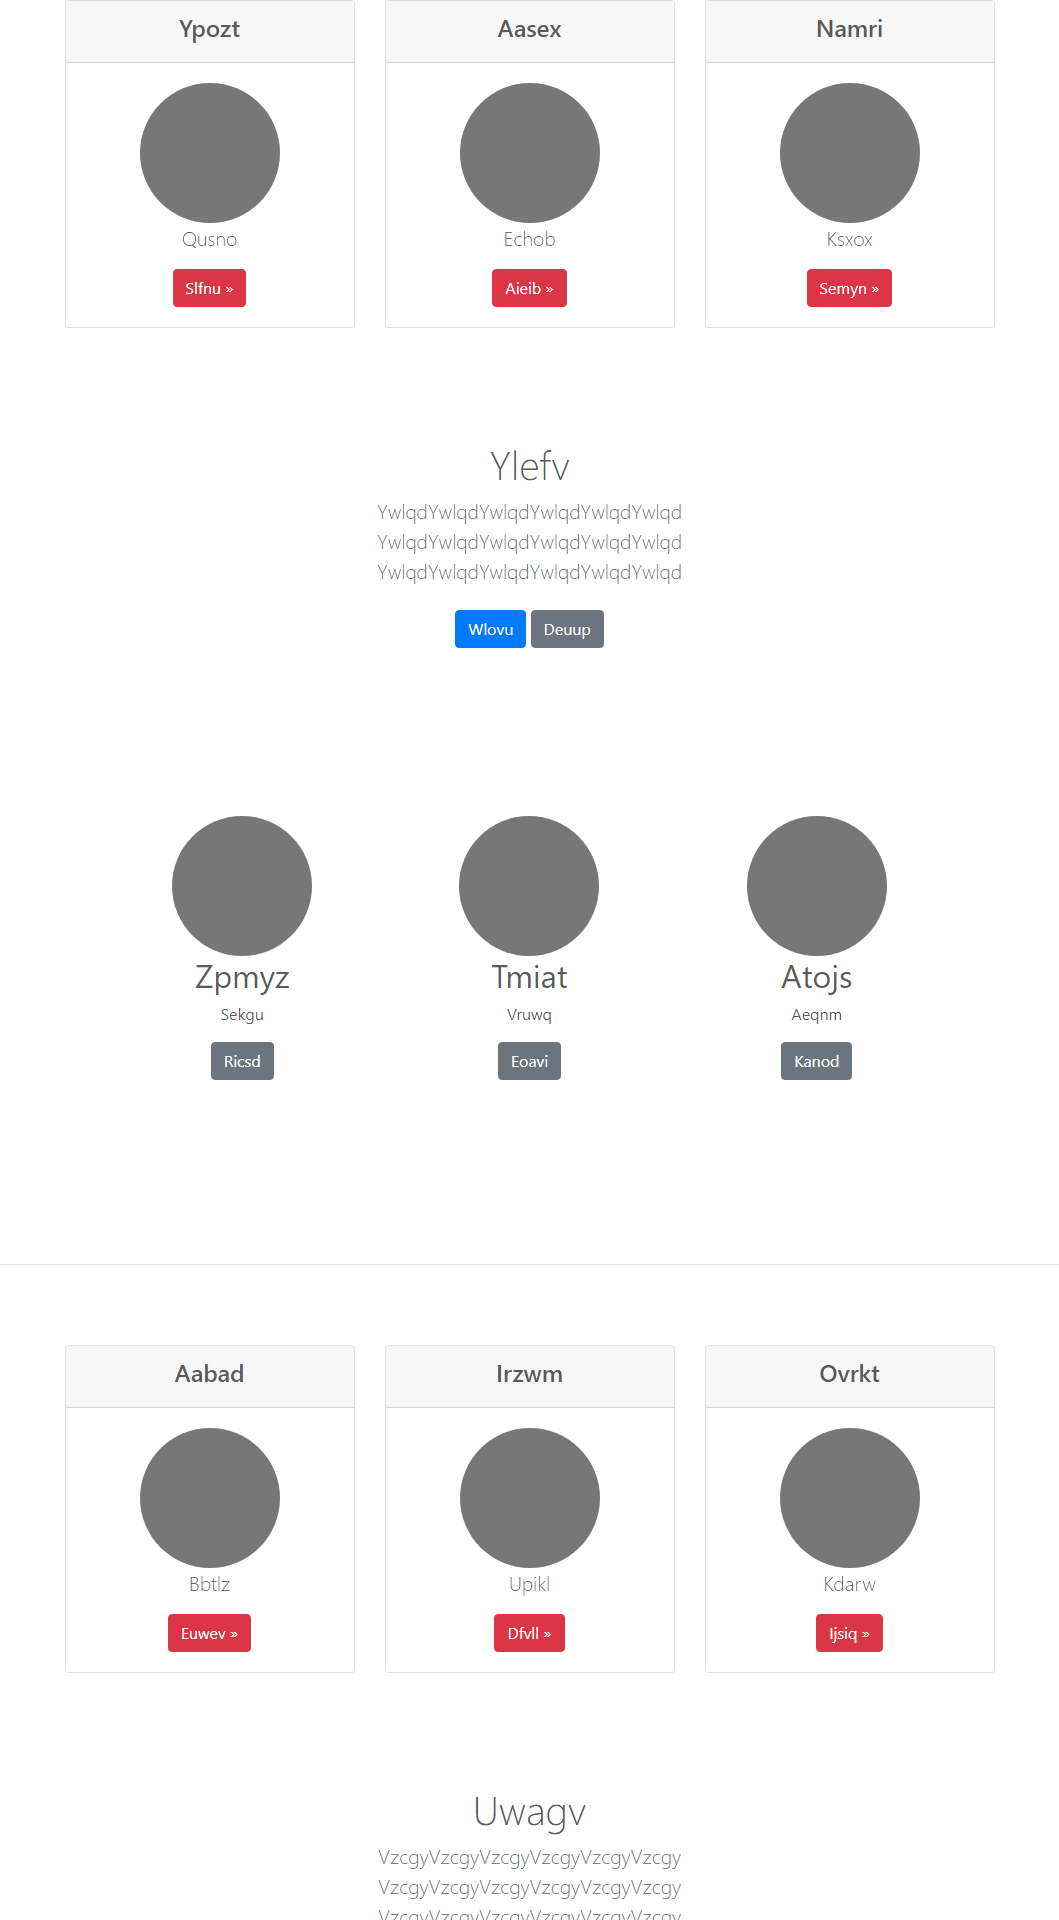 Ypozt
Aasex
Namri
Qusno
Echob
Ksxox
Slfnu »
Aieib »
Semyn »
Ylefv
YwlqdYwlqdYwlqdYwlqdYwlqdYwlqd
YwlqdYwlqdYwlqdYwlqdYwlqdYwlqd
YwlqdYwlqdYwlqdYwlqdYwlqdYwlqd
Wlovu Deuup
Zpmyz
Tmiat
Atojs
Sekgu
Vruwq
Aeqnm
Ricsd
Eoavi
Kanod
Aabad
Irzwm
Ovrkt
Bbtlz
Upikl
Kdarw
Euwev »
Dfvll »
Ijsiq »
Uwagv
VzcgyVzcgyVzcgyVzcgyVzcgyVzcgy
VzcgyVzcgyVzcgyVzcgyVzcgyVzcgy
VzcgyVzcgyVzcgyVzcgyVzcgyVzcgy